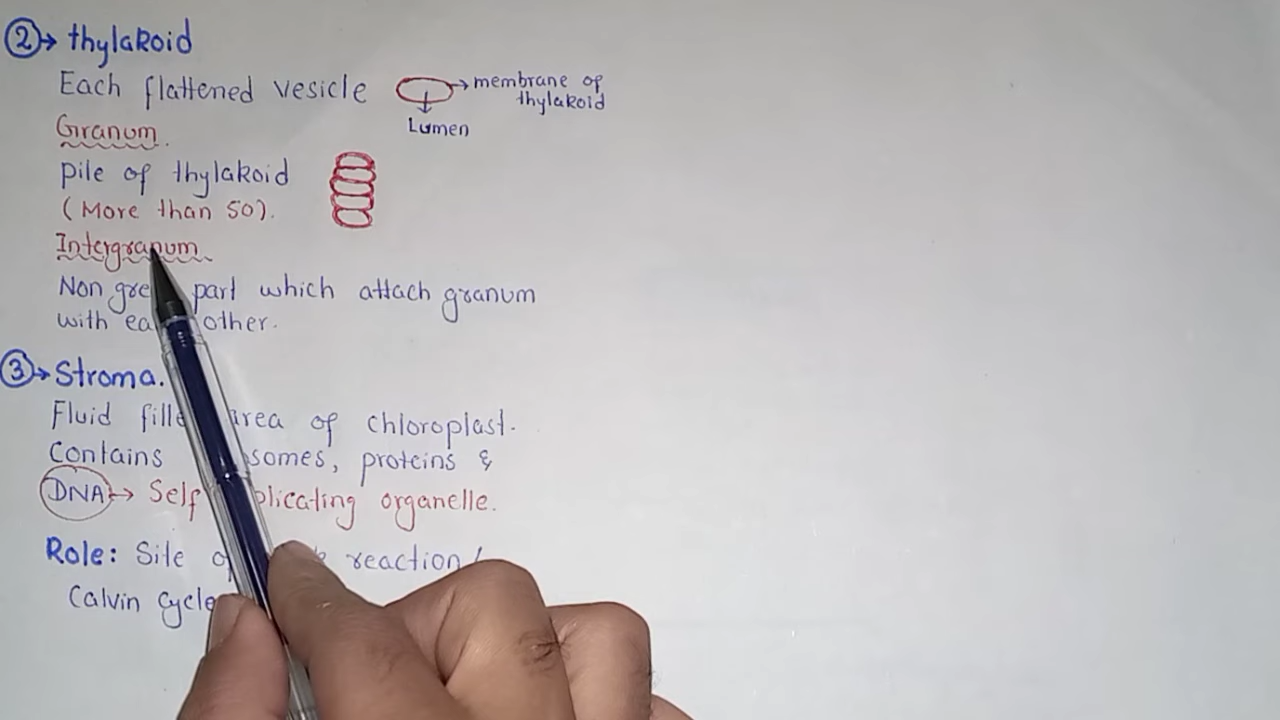 ② → thylakoid
Each flattened vesicle → membrane of
thylakoid
Lumen
Granum.
pile of thylakoid
(More than 50).
Intergranum
Non part which attach granum
with other.
③ → Stroma.
Fluid area of chloroplast.
Contains proteins &
DNA → Self organelle.
Role: Site reaction/
Calvin Cycle